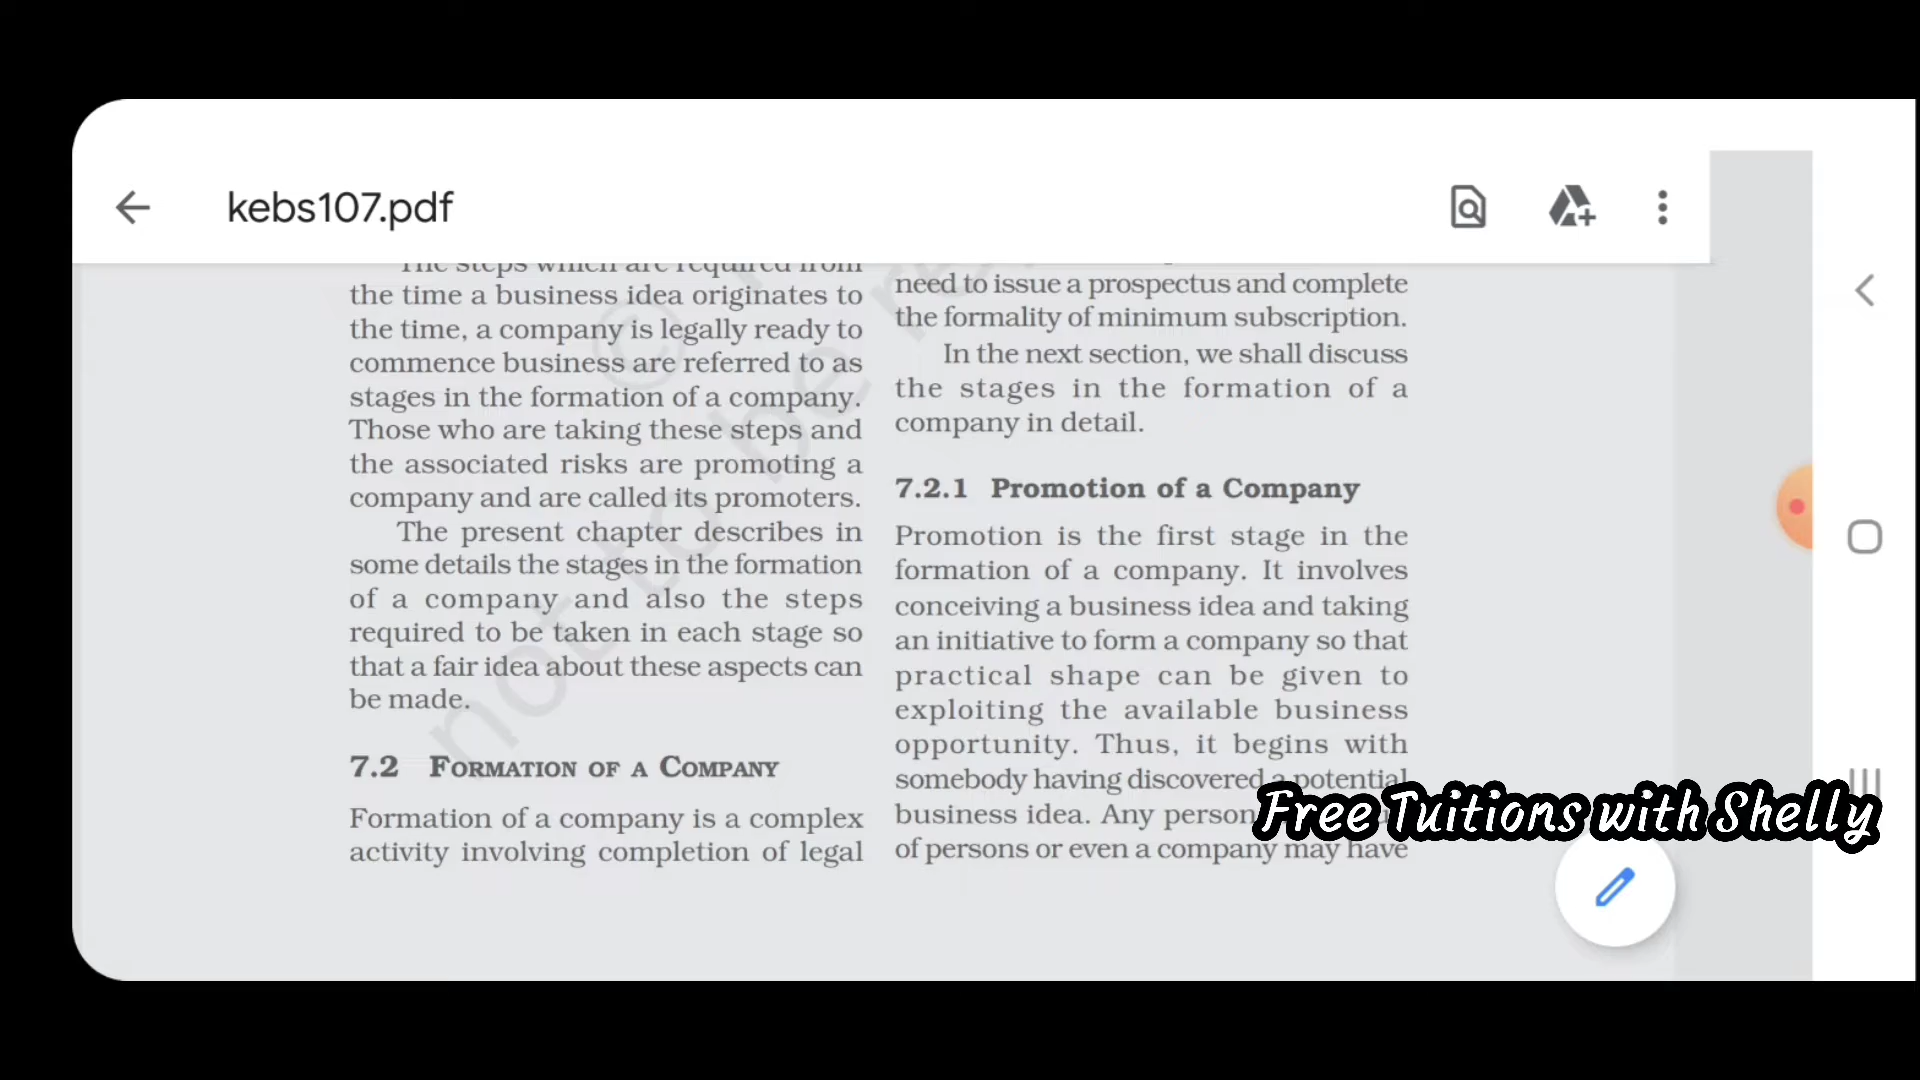 kebs107.pdf
The steps which are required from
the time a business idea originates to
the time, a company is legally ready to
commence business are referred to as
stages in the formation of a company.
Those who are taking these steps and
the associated risks are promoting a
company and are called its promoters.
The present chapter describes in
some details the stages in the formation
of a company and also the steps
required to be taken in each stage so
that a fair idea about these aspects can
be made.
7.2 FORMATION OF A COMPANY
Formation of a company is a complex
activity involving completion of legal
need to issue a prospectus and complete
the formality of minimum subscription.
In the next section, we shall discuss
the stages in the formation of a
company in detail.
7.2.1 Promotion of a Company
Promotion is the first stage in the
formation of a company. It involves
conceiving a business idea and taking
an initiative to form a company so that
practical shape can be given to
exploiting the available business
opportunity. Thus, it begins with
somebody having discovered a potential
business idea. Any person
of persons or even a company may have
Free Tuitions with Shelly
© not to be